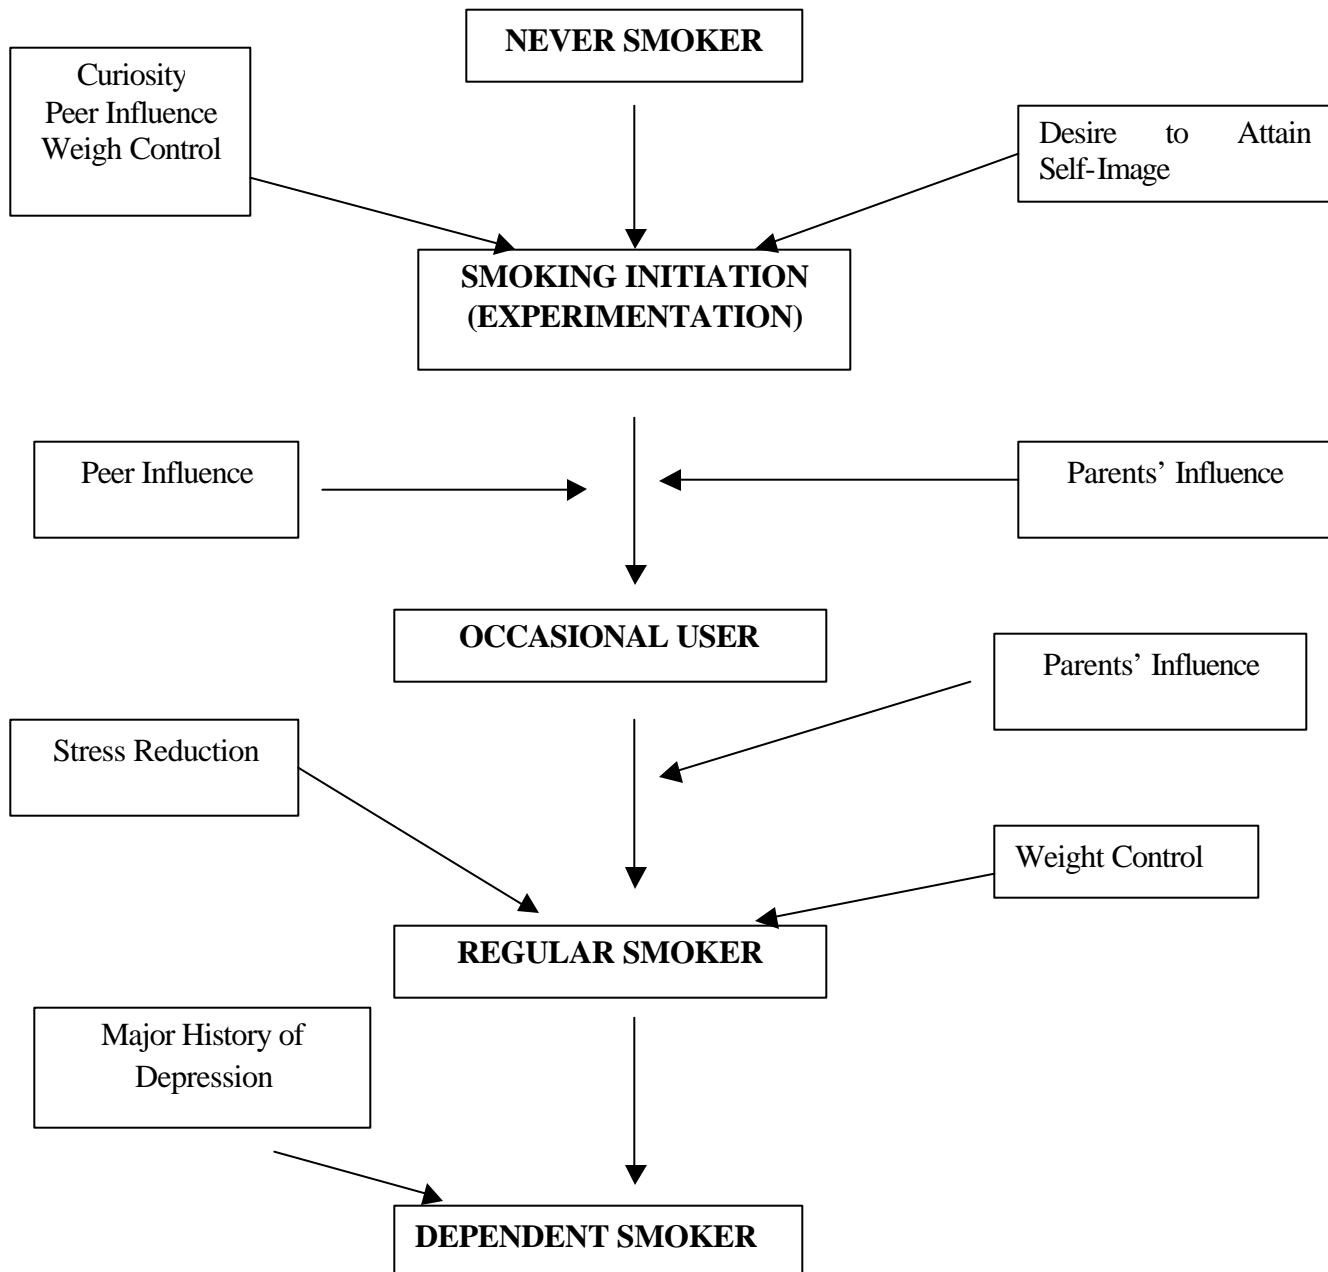 NEVER SMOKER
Curiosity
Peer Influence
Weigh Control
Desire to Attain
Self-Image
SMOKING INITIATION
(EXPERIMENTATION)
Peer Influence
Parents’ Influence
OCCASIONAL USER
Parents’ Influence
Stress Reduction
Weight Control
REGULAR SMOKER
Major History of
Depression
DEPENDENT SMOKER